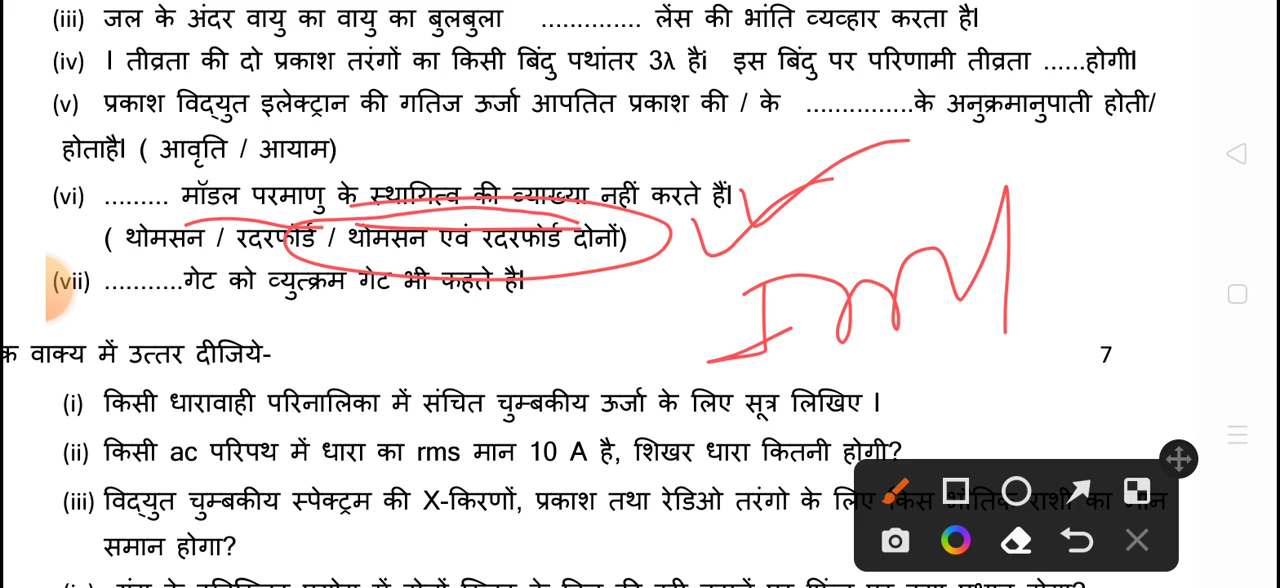 (iii) जल के अंदर वायु का वायु का बुलबुला .............. लेंस की भांति व्यव्हार करता है।
(iv) I तीव्रता की दो प्रकाश तरंगों का किसी बिंदु पथांतर 3λ है। इस बिंदु पर परिणामी तीव्रता ......होगी।
(v) प्रकाश विद्युत इलेक्ट्रान की गतिज ऊर्जा आपतित प्रकाश की / के ...............के अनुक्रमानुपाती होती/
होताहै। ( आवृति / आयाम)
(vi) ......... मॉडल परमाणु के स्थायित्व की व्याख्या नहीं करते हैं।
( थोमसन / रदरफोर्ड / थोमसन एवं रदरफोर्ड दोनों)
(vii) ...........गेट को व्युत्क्रम गेट भी कहते है।
क वाक्य में उत्तर दीजिये- 7
(i) किसी धारावाही परिनालिका में संचित चुम्बकीय ऊर्जा के लिए सूत्र लिखिए ।
(ii) किसी ac परिपथ में धारा का rms मान 10 A है, शिखर धारा कितनी होगी?
(iii) विद्युत चुम्बकीय स्पेक्ट्रम की X-किरणों, प्रकाश तथा रेडिओ तरंगो के लिए किस भौतिक राशी का मान
समान होगा?